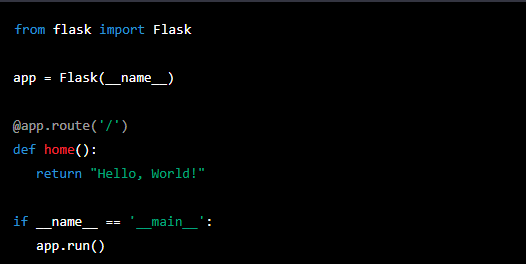 from flask import Flask

app = Flask(__name__)

@app.route('/')
def home():
   return "Hello, World!"

if __name__ == '__main__':
   app.run()